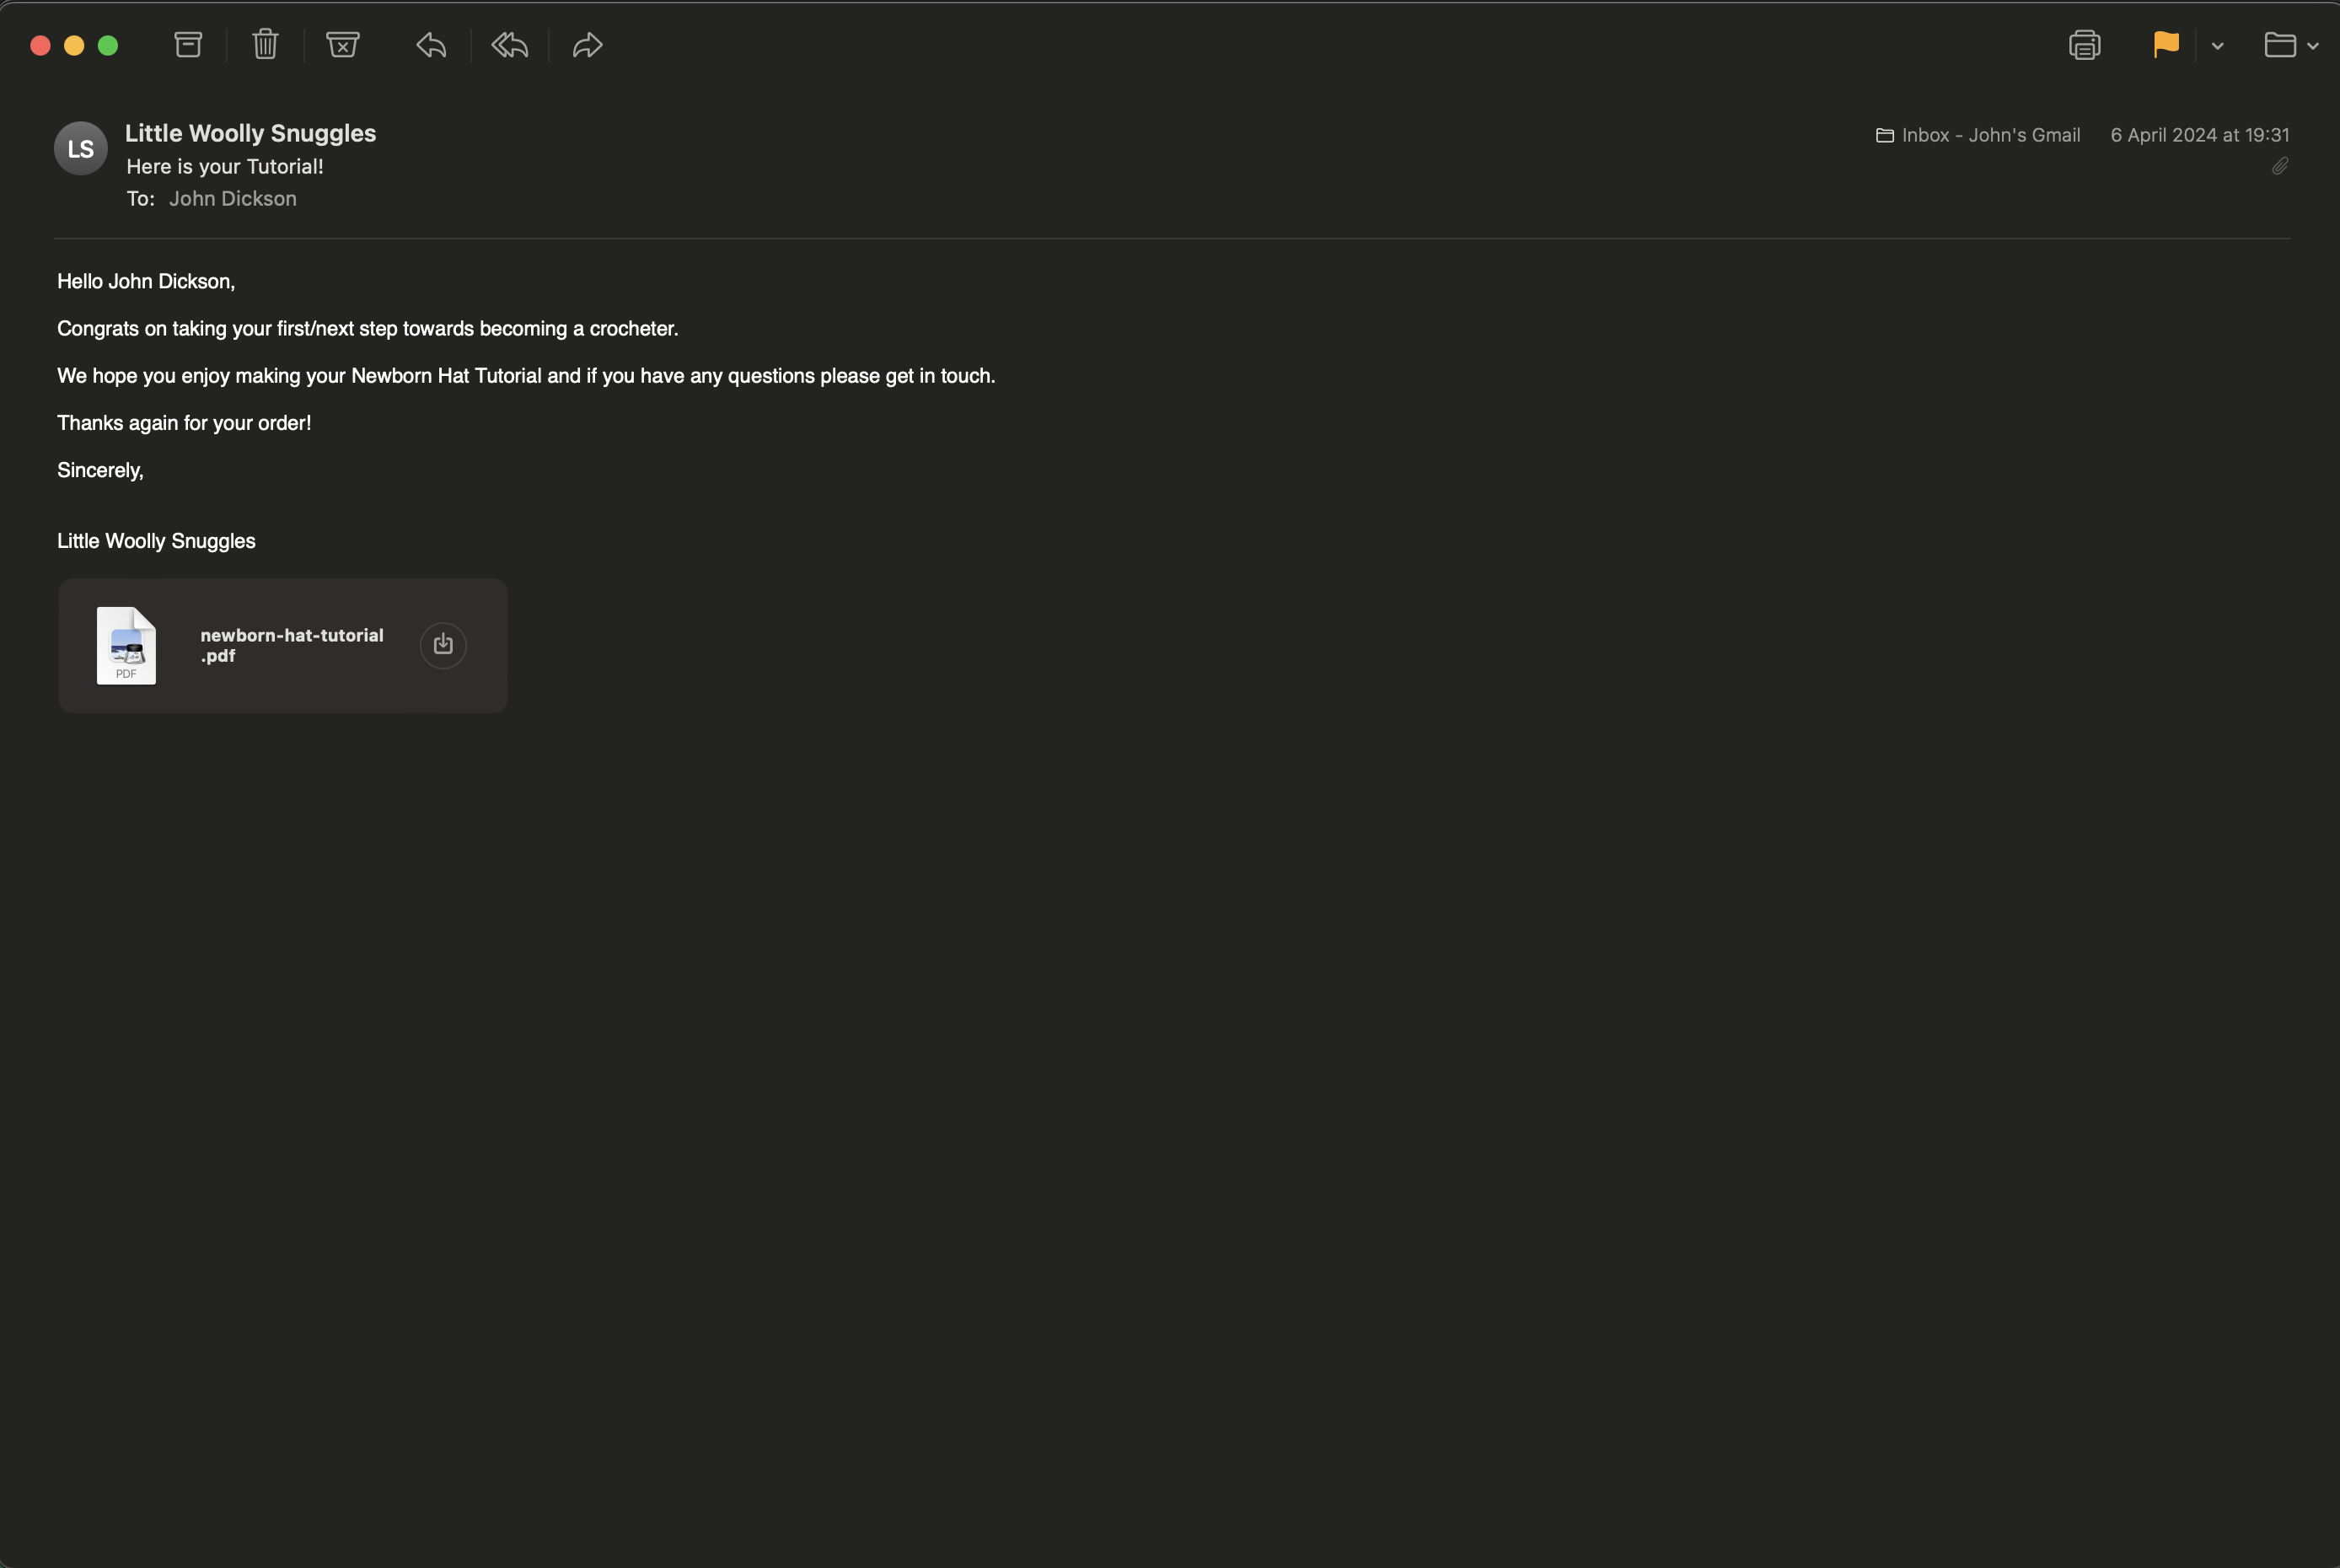 LS
Little Woolly Snuggles
Inbox - John's Gmail 6 April 2024 at 19:31
Here is your Tutorial!
To: John Dickson
Hello John Dickson,
Congrats on taking your first/next step towards becoming a crocheter.
We hope you enjoy making your Newborn Hat Tutorial and if you have any questions please get in touch.
Thanks again for your order!
Sincerely,
Little Woolly Snuggles
newborn-hat-tutorial
.pdf
PDF